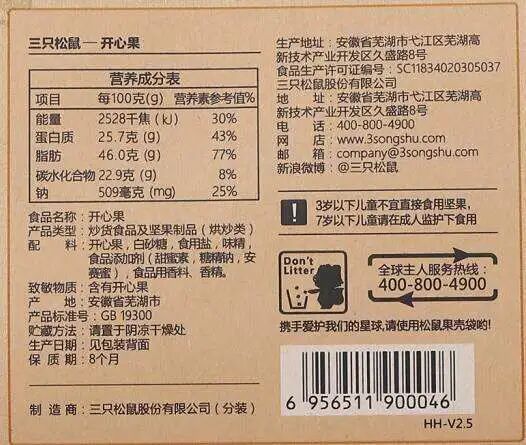 三只松鼠—开心果
营养成分表
项目 每100克(g) 营养素参考值%
能量 2528千焦(kJ) 30%
蛋白质 25.7克(g) 43%
脂肪 46.0克(g) 77%
碳水化合物 22.9克(g) 8%
钠 509毫克(mg) 25%
食品名称：开心果
产品类型：炒货食品及坚果制品（烘炒类）
配 料：开心果，白砂糖，食用盐，味精，
食品添加剂（甜蜜素，糖精钠，安
赛蜜），食品用香料、香精。
致敏物质：含有开心果
产 地：安徽省芜湖市
产品标准号：GB 19300
贮藏方法：请置于阴凉干燥处
生产日期：见包装背面
保 质 期：8个月
制 造 商：三只松鼠股份有限公司（分装）
生产地址：安徽省芜湖市弋江区芜湖高
新技术产业开发区久盛路8号
食品生产许可证编号：SC11834020305037
三只松鼠股份有限公司
地 址：安徽省芜湖市弋江区芜湖高
新技术产业开发区久盛路8号
电 话：400-800-4900
网 店：www.3songshu.com
邮 箱：company@3songshu.com
新浪微博：@三只松鼠
3岁以下儿童不宜直接食用坚果，
7岁以下儿童请在成人监护下食用
Don't
Litter
全球主人服务热线：
400-800-4900
携手爱护我们的星球，请使用松鼠果壳袋哟！
6 956511 900046
HH-V2.5